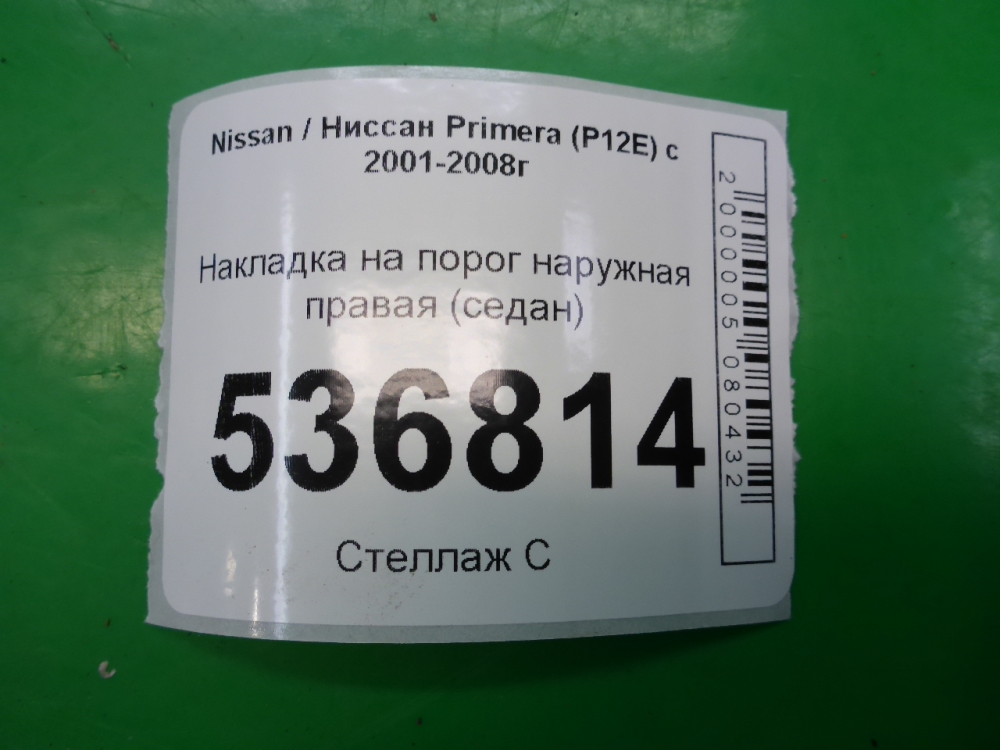 Nissan / Ниссан Primera (P12E) с
2001-2008г
Накладка на порог наружная
правая (седан)
536814
Стеллаж С
2000005080432